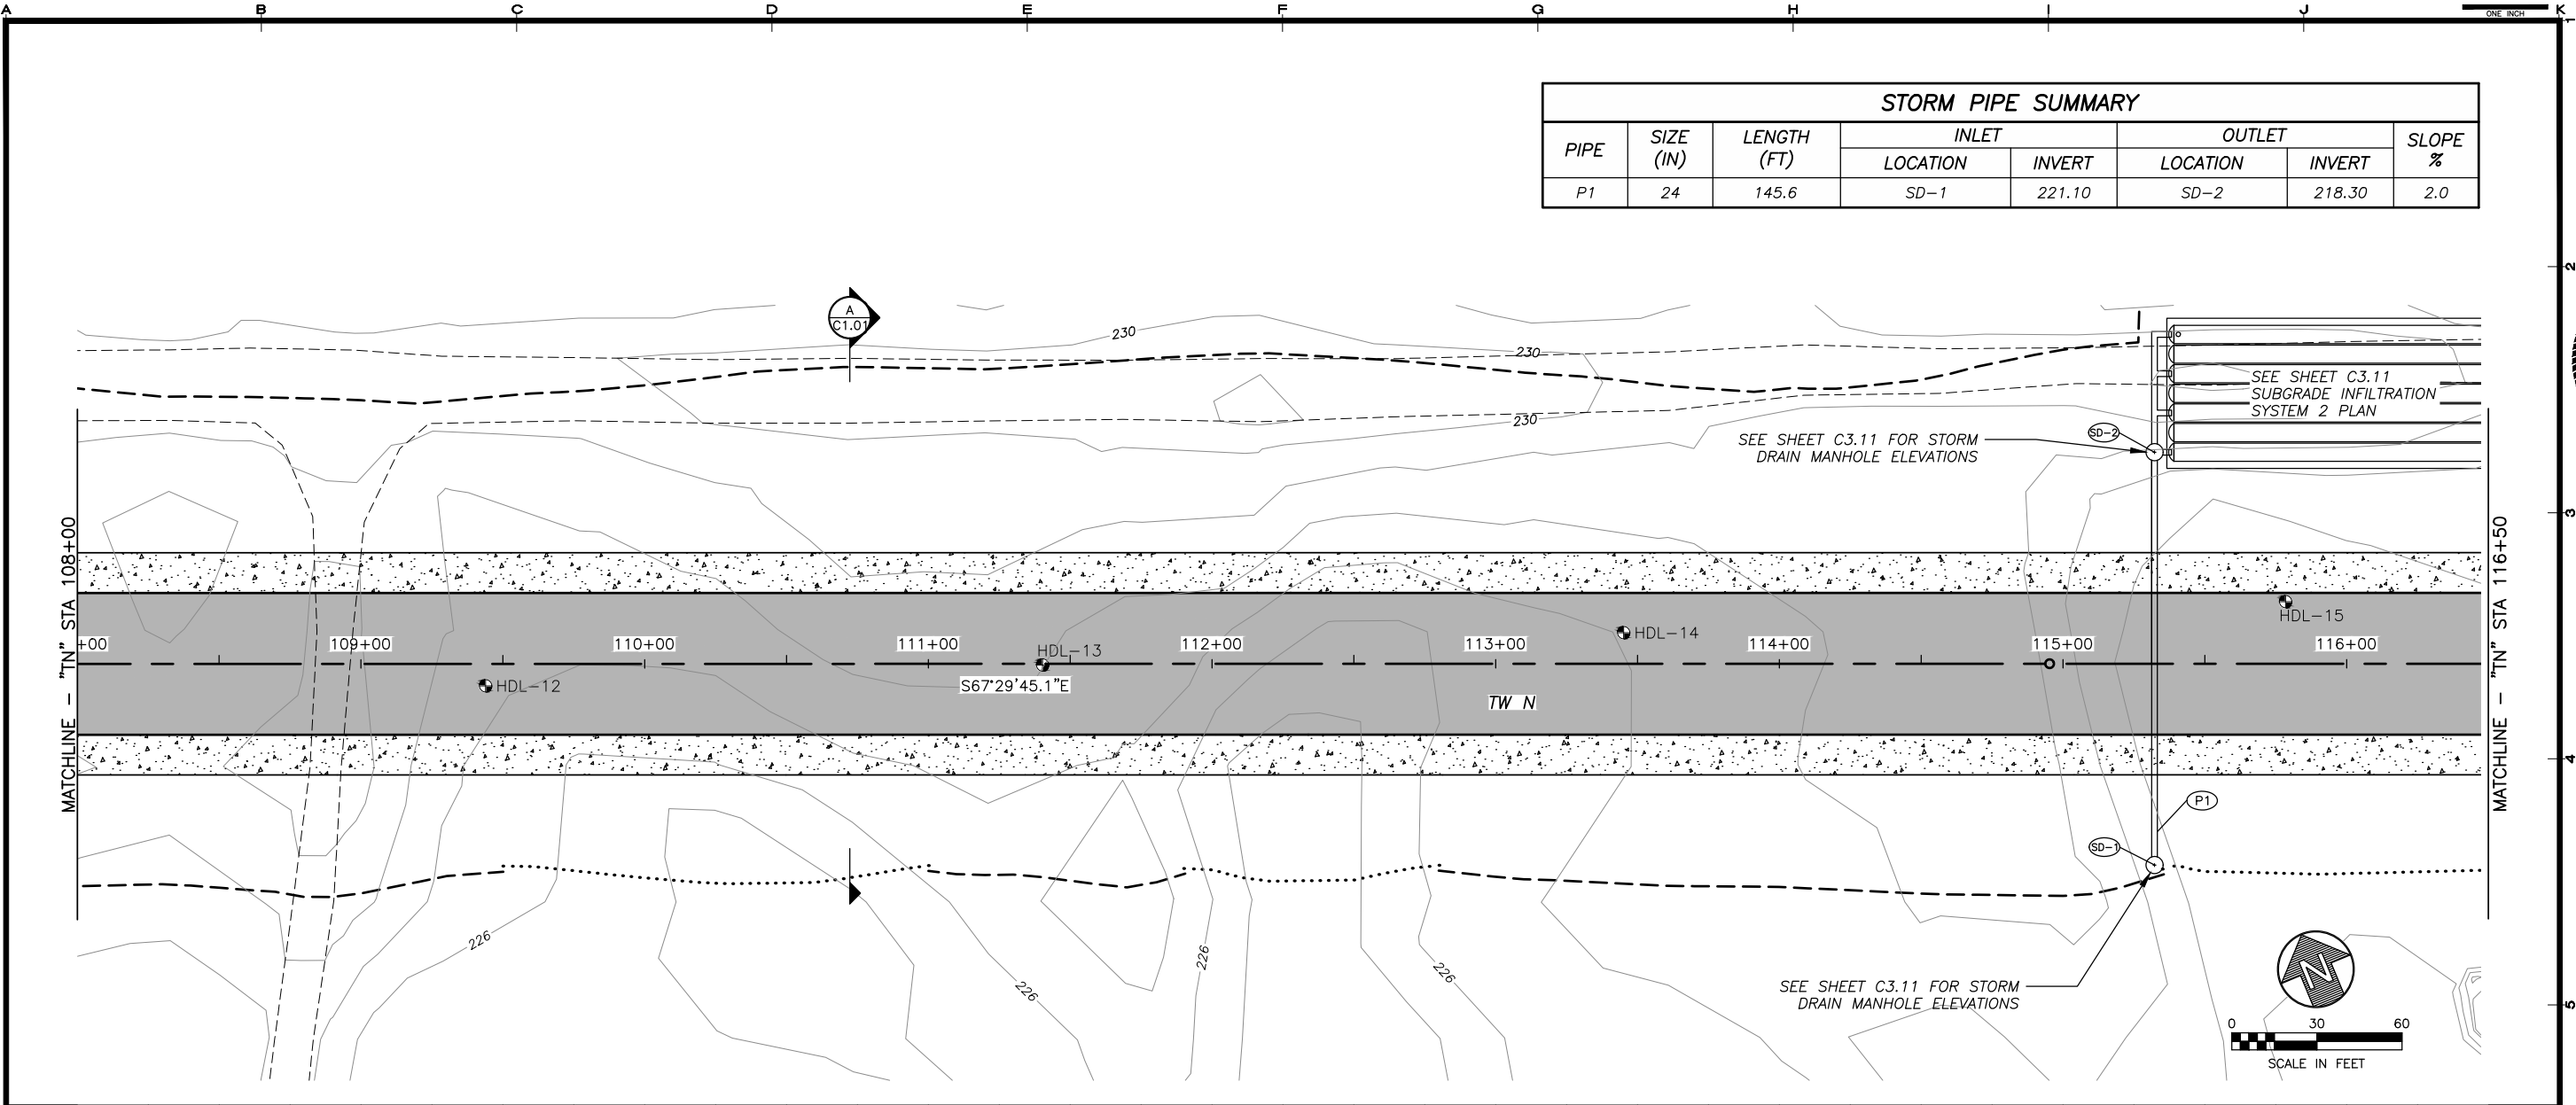 A B C D E F G H I J K
ONE INCH
1
2
3
4
5
STORM PIPE SUMMARY
PIPE SIZE (IN) LENGTH (FT) INLET OUTLET SLOPE %
LOCATION INVERT LOCATION INVERT
P1 24 145.6 SD-1 221.10 SD-2 218.30 2.0
A
C1.01
230
230
230
SEE SHEET C3.11
SUBGRADE INFILTRATION
SYSTEM 2 PLAN
SD-2
SEE SHEET C3.11 FOR STORM
DRAIN MANHOLE ELEVATIONS
MATCHLINE - "TN" STA 108+00
MATCHLINE - "TN" STA 116+50
+00 109+00 110+00 111+00 112+00 113+00 114+00 115+00 116+00
HDL-12
HDL-13
HDL-14
HDL-15
S67°29'45.1"E
TW N
P1
SD-1
226
226
226
226
SEE SHEET C3.11 FOR STORM
DRAIN MANHOLE ELEVATIONS
N
0 30 60
SCALE IN FEET